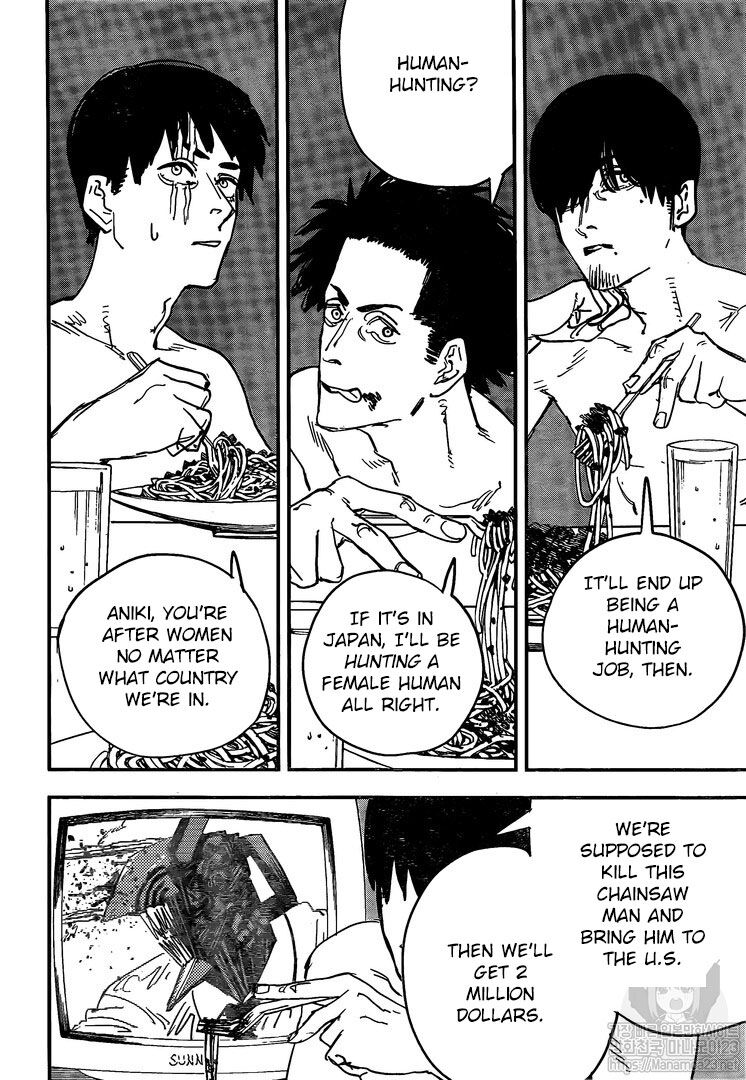 IT'LL END UP
BEING A
HUMAN-
HUNTING
JOB, THEN.
HUMAN-
HUNTING?
IF IT'S IN
JAPAN, I'LL BE
HUNTING A
FEMALE HUMAN
ALL RIGHT.
ANIKI, YOU'RE
AFTER WOMEN
NO MATTER
WHAT COUNTRY
WE'RE IN.
WE'RE
SUPPOSED TO
KILL THIS
CHAINSAW
MAN AND
BRING HIM TO
THE U.S.
THEN WE'LL
GET 2
MILLION
DOLLARS.
SUNN